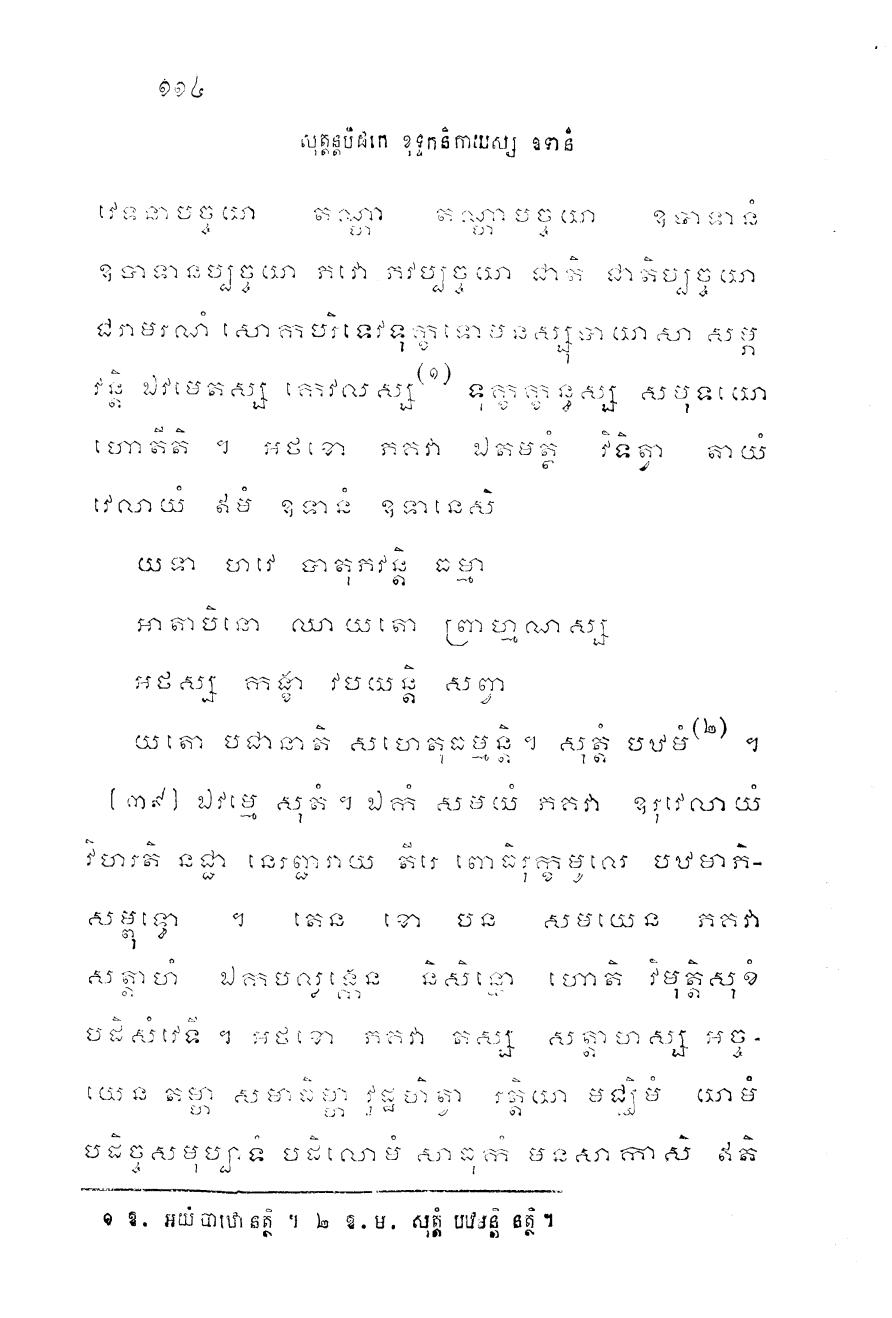 ១១៤
សុត្តន្តបិដកេ ខុទ្ទកនិកាយស្ស ឧទានំ
វេទនាបច្ចយោ តណ្ហា តណ្ហាបច្ចយោ ឧបាទានំ
ឧបាទានប្បច្ចយោ ភវោ ភវប្បច្ចយោ ជាតិ ជាតិប្បច្ចយោ
ជរាមរណំ សោកបរិទេវទុក្ខទោមនស្សុបាយាសា សម្ភ
វន្តិ ឯវមេតស្ស កេវលស្ស(១) ទុក្ខក្ខន្ធស្ស សមុទយោ
ហោតីតិ ។ អថខោ ភគវា ឯតមត្ថំ វិទិត្វា តាយំ
វេលាយំ ឥមំ ឧទានំ ឧទានេសិ
យទា ហវេ បាតុភវន្តិ ធម្មា
អាតាបិនោ ឈាយតោ ព្រាហ្មណស្ស
អថស្ស កង្ខា វបយន្តិ សព្វា
យតោ បជានាតិ សហេតុធម្មន្តិ។ សុត្តំ បឋមំ(២) ។
[៣៩] ឯវម្មេ សុតំ។ ឯកំ សមយំ ភគវា ឧរុវេលាយំ
វិហរតិ នជ្ជា នេរញ្ជរាយ តីរេ ពោធិរុក្ខមូលេ បឋមាភិ-
សម្ពុទ្ធោ ។ តេន ខោ បន សមយេន ភគវា
សត្តាហំ ឯកបល្លង្កេន និសិន្នោ ហោតិ វិមុត្តិសុខំ
បដិសំវេទី ។ អថខោ ភគវា តស្ស សត្តាហស្ស អច្ច-
យេន តម្ហា សមាធិម្ហា វុដ្ឋហិត្វា រត្តិយោ មជ្ឈិមំ យោមំ
បដិច្ចសមុប្បាទំ បដិលោមំ សាធុកំ មនសាកាសិ ឥតិ
១ ឱ. អយំ បាឋោ នត្ថិ ។ ២ ឱ. ម. សុត្តំ បឋមន្តិ នត្ថិ។